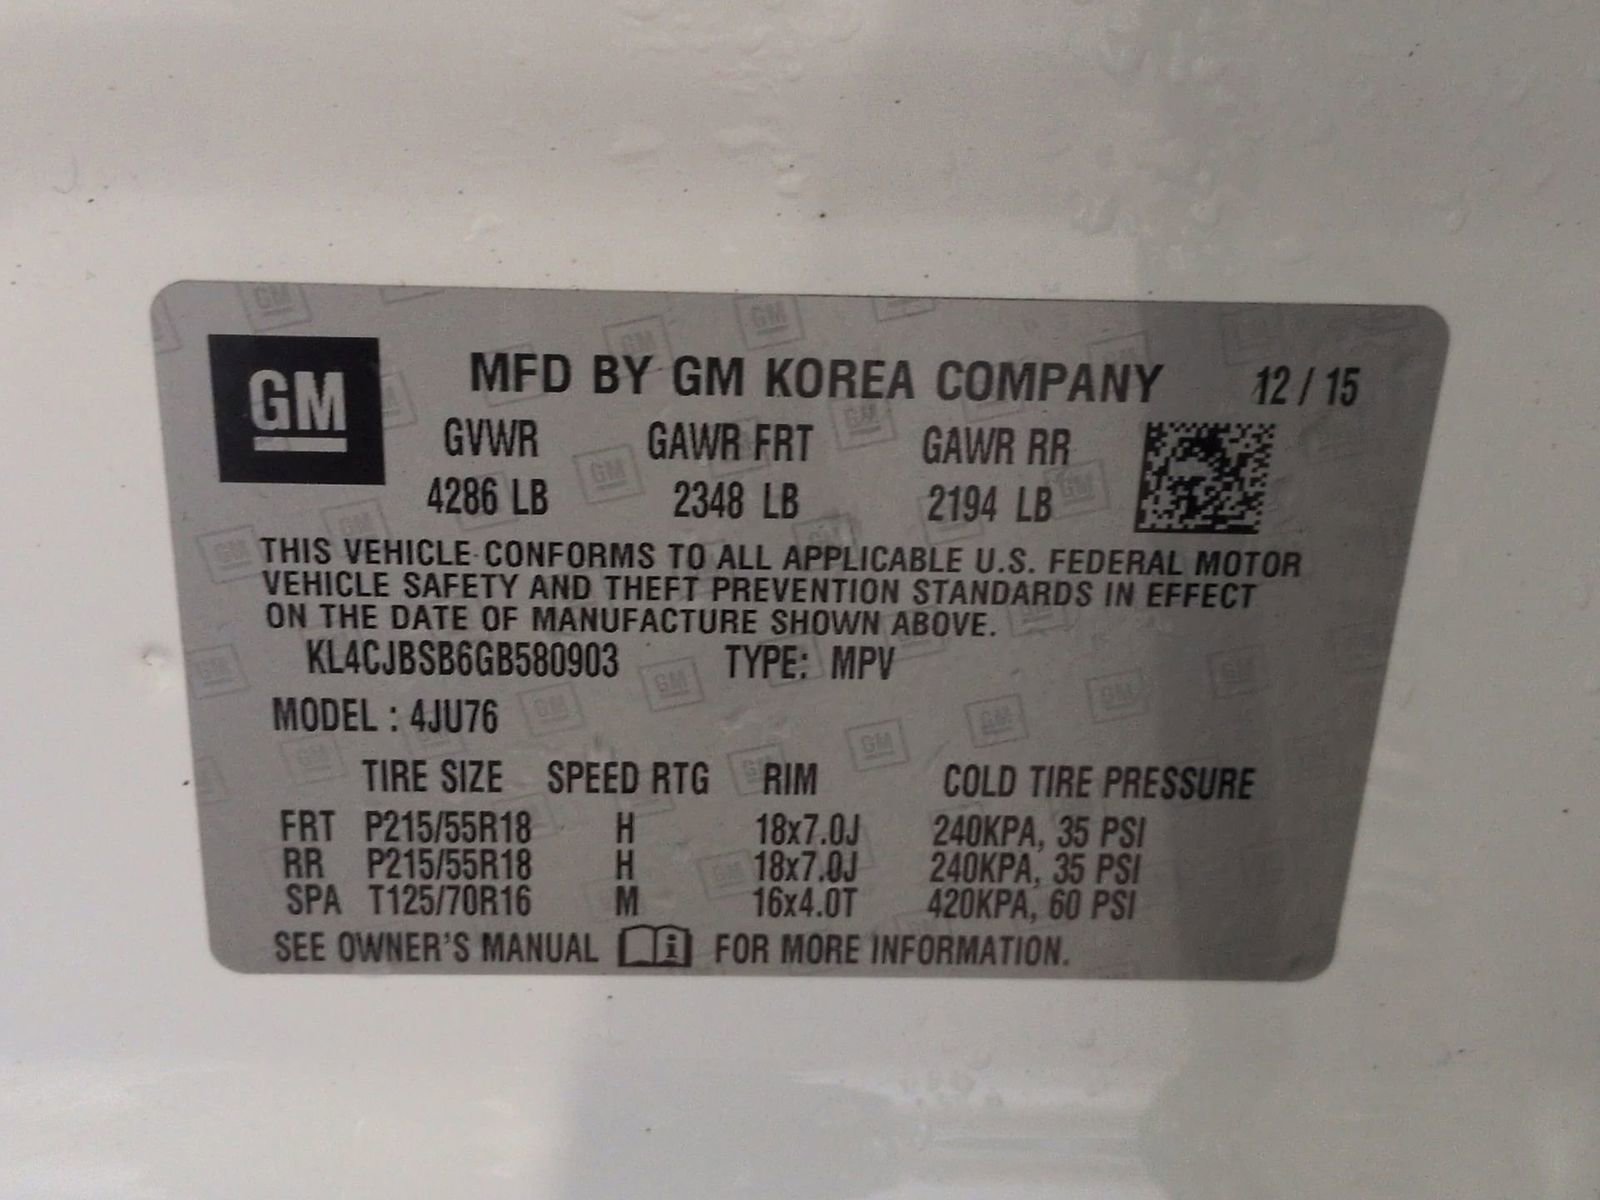 GM
MFD BY GM KOREA COMPANY 12 / 15
GVWR GAWR FRT GAWR RR
4286 LB 2348 LB 2194 LB
THIS VEHICLE CONFORMS TO ALL APPLICABLE U.S. FEDERAL MOTOR
VEHICLE SAFETY AND THEFT PREVENTION STANDARDS IN EFFECT
ON THE DATE OF MANUFACTURE SHOWN ABOVE.
KL4CJBSB6GB580903 TYPE: MPV
MODEL : 4JU76
TIRE SIZE SPEED RTG RIM COLD TIRE PRESSURE
FRT P215/55R18 H 18x7.0J 240KPA, 35 PSI
RR P215/55R18 H 18x7.0J 240KPA, 35 PSI
SPA T125/70R16 M 16x4.0T 420KPA, 60 PSI
SEE OWNER'S MANUAL FOR MORE INFORMATION.